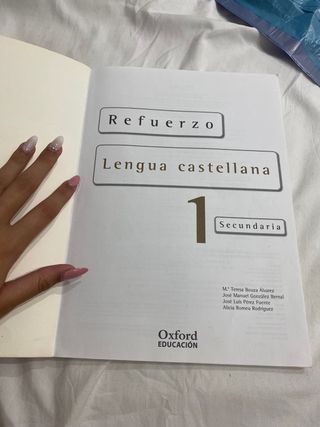 Refuerzo
Lengua castellana
1
Secundaria
M.ª Teresa Bouza Álvarez
José Manuel González Bernal
José Luis Pérez Fuente
Alicia Romeu Rodríguez
Oxford
EDUCACIÓN